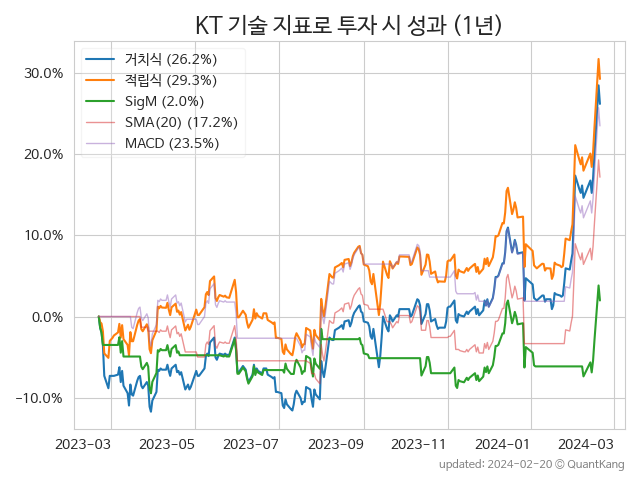 KT 기술 지표로 투자 시 성과 (1년)
거치식 (26.2%)
적립식 (29.3%)
SigM (2.0%)
SMA(20) (17.2%)
MACD (23.5%)
30.0%
20.0%
10.0%
0.0%
−10.0%
2023-03 2023-05 2023-07 2023-09 2023-11 2024-01 2024-03
updated: 2024-02-20 ⓒ QuantKang